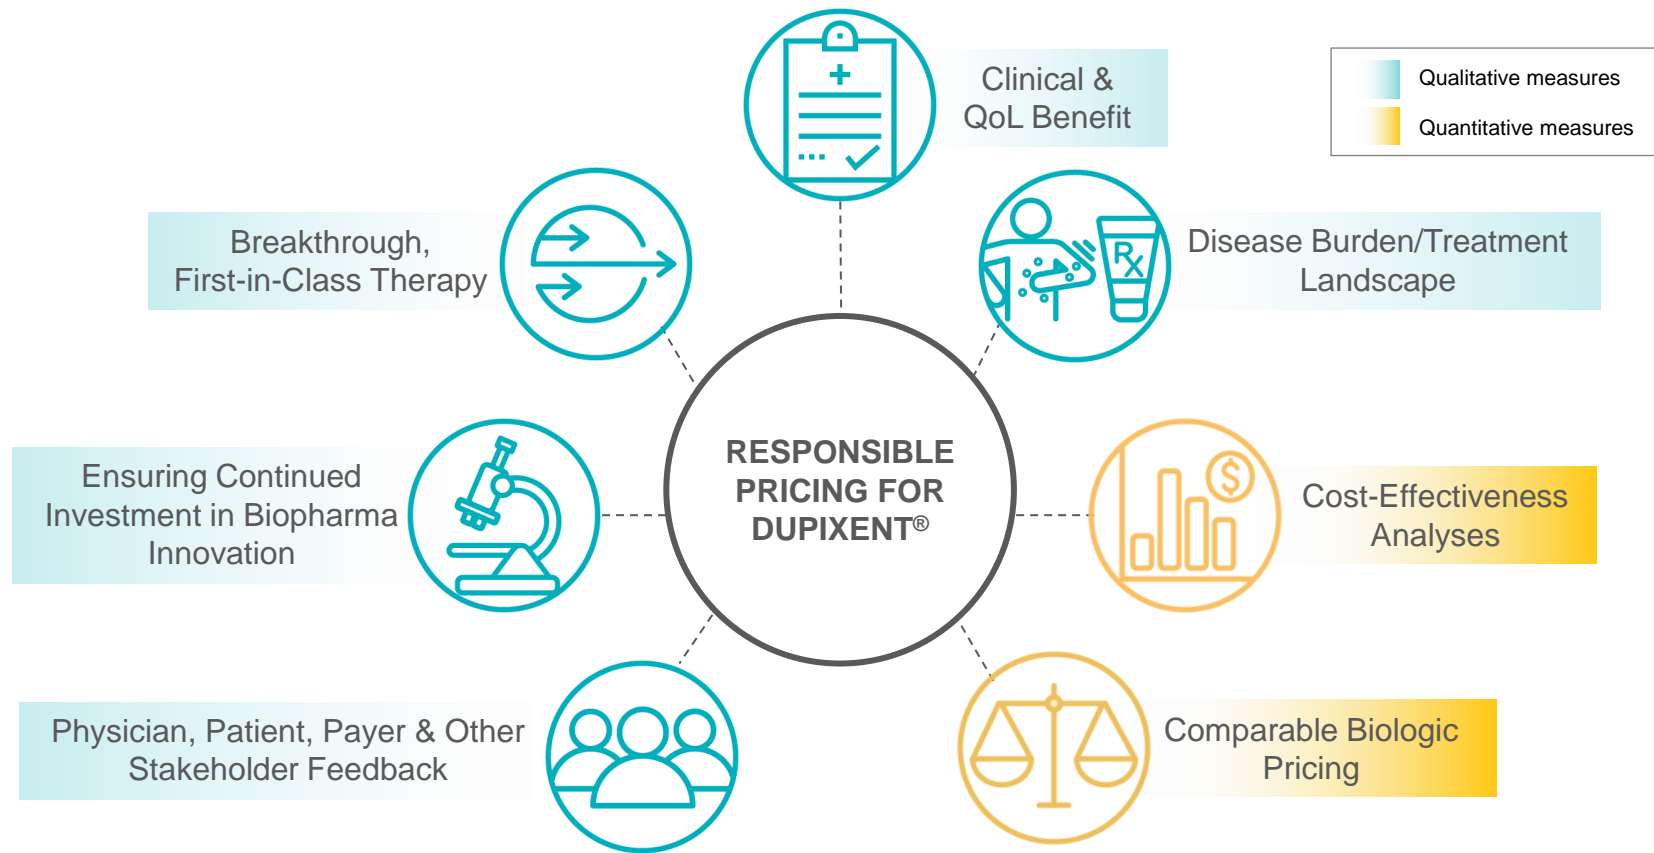 Clinical &
QoL Benefit
Qualitative measures
Quantitative measures
Breakthrough,
First-in-Class Therapy
Disease Burden/Treatment
Landscape
Rx
RESPONSIBLE
PRICING FOR
DUPIXENT®
Ensuring Continued
Investment in Biopharma
Innovation
$
Cost-Effectiveness
Analyses
Physician, Patient, Payer & Other
Stakeholder Feedback
Comparable Biologic
Pricing